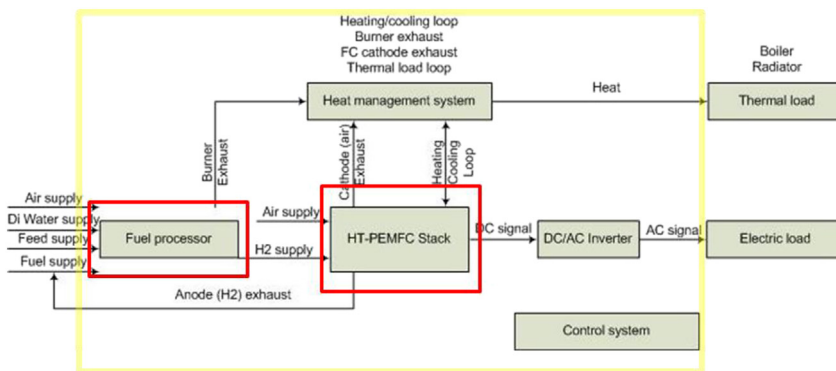 Heating/cooling loop
Burner exhaust
FC cathode exhaust
Thermal load loop
Boiler
Radiator
Heat management system
Heat
Thermal load
Burner
Exhaust
Cathode (air)
Exhaust
Heating
Cooling
Loop
Air supply
Di Water supply
Feed supply
Fuel supply
Fuel processor
Air supply
H2 supply
HT-PEMFC Stack
DC signal
DC/AC Inverter
AC signal
Electric load
Anode (H2) exhaust
Control system